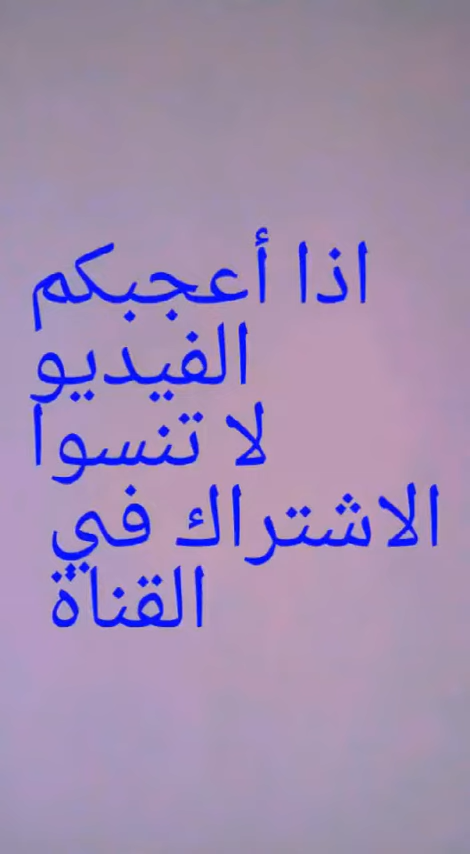 اذا أعجبكم
الفيديو
لا تنسوا
الاشتراك في
القناة